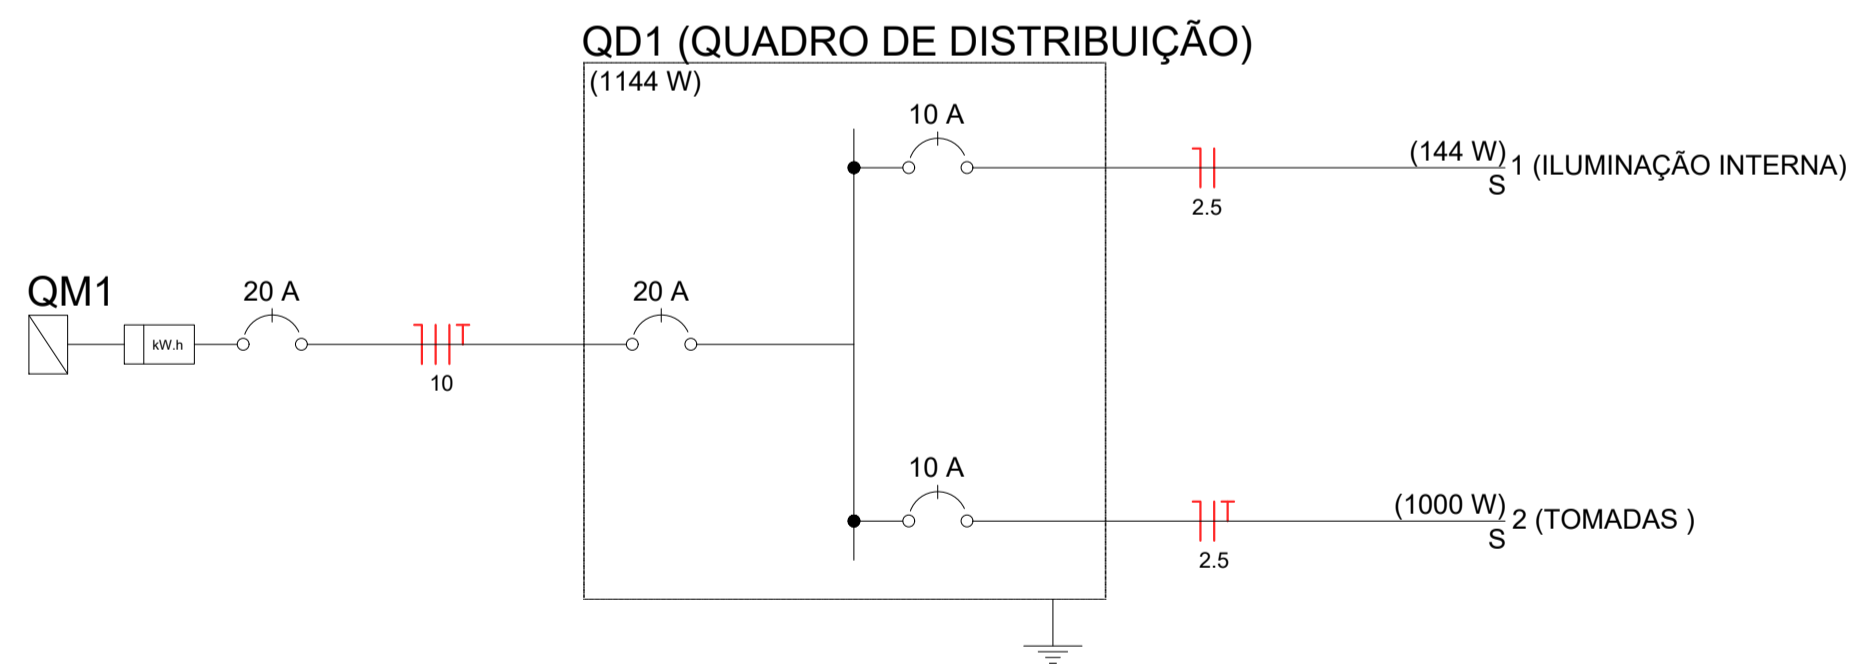 QD1 (QUADRO DE DISTRIBUIÇÃO)
(1144 W)
10 A
(144 W)
1 (ILUMINAÇÃO INTERNA)
S
2.5
QM1
20 A
20 A
kW.h
10
10 A
(1000 W)
2 (TOMADAS )
S
2.5